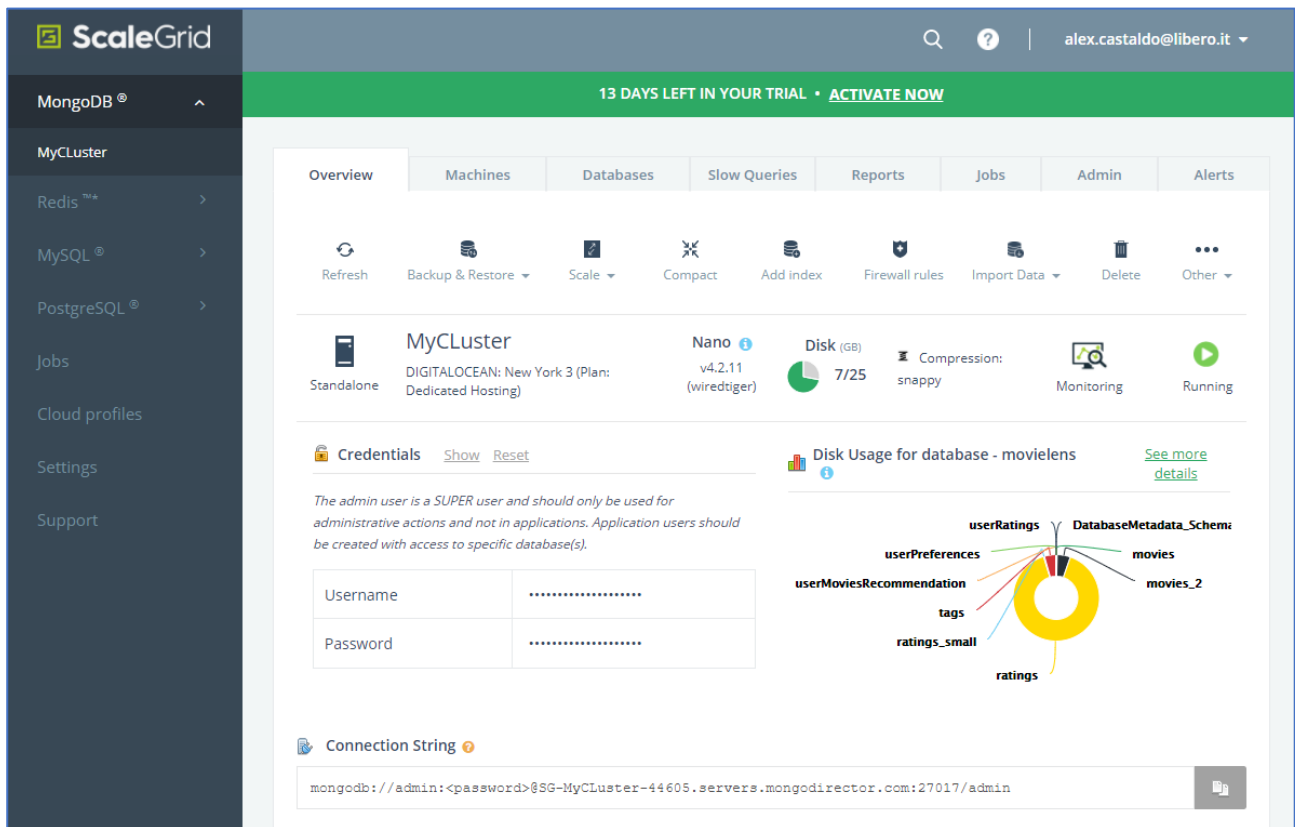 ScaleGrid
alex.castaldo@libero.it
13 DAYS LEFT IN YOUR TRIAL • ACTIVATE NOW
MongoDB ®
MyCLuster
Redis ™*
MySQL ®
PostgreSQL ®
Jobs
Cloud profiles
Settings
Support
Overview Machines Databases Slow Queries Reports Jobs Admin Alerts
Refresh Backup & Restore Scale Compact Add index Firewall rules Import Data Delete Other
Standalone
MyCLuster
DIGITALOCEAN: New York 3 (Plan:
Dedicated Hosting)
Nano
v4.2.11
(wiredtiger)
Disk (GB)
7/25
Compression:
snappy
Monitoring
Running
Credentials Show Reset
The admin user is a SUPER user and should only be used for
administrative actions and not in applications. Application users should
be created with access to specific database(s).
Username ••••••••••••••••••••
Password ••••••••••••••••••••
Disk Usage for database - movielens
See more
details
userRatings DatabaseMetadata_Schema
userPreferences movies
userMoviesRecommendation movies_2
tags
ratings_small
ratings
Connection String
mongodb://admin:<password>@SG-MyCLuster-44605.servers.mongodirector.com:27017/admin